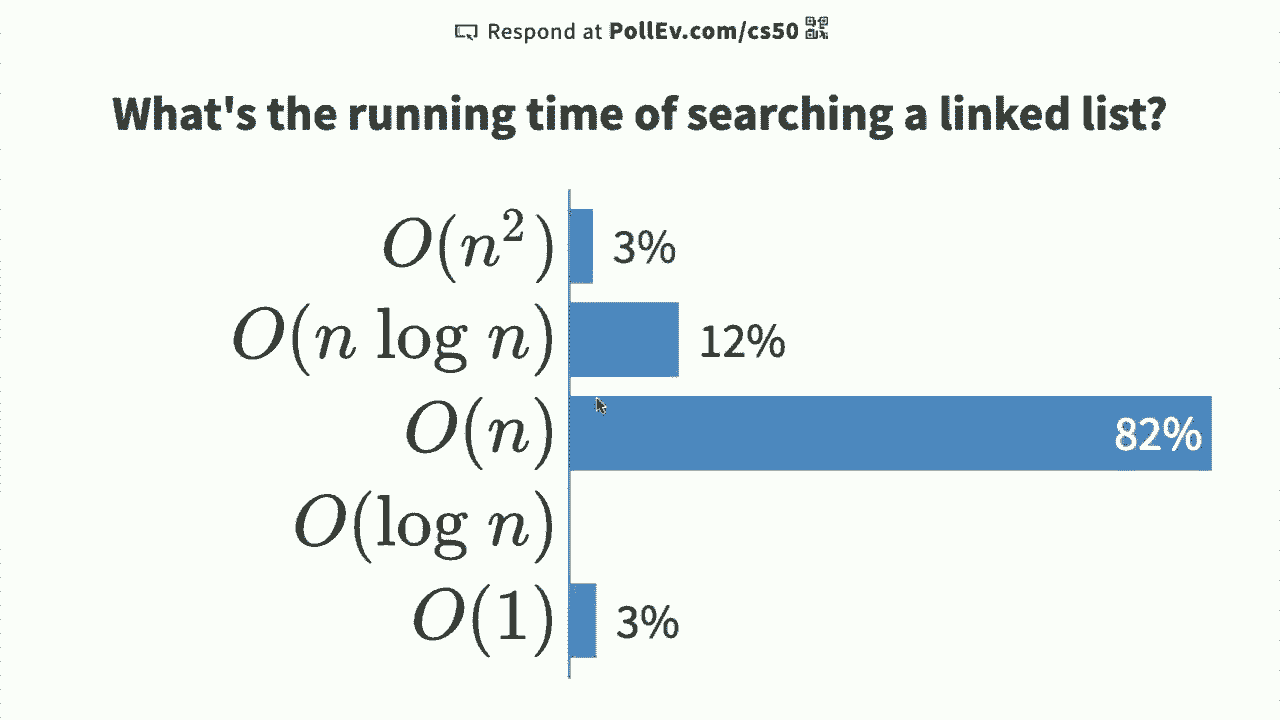 Respond at PollEv.com/cs50
What's the running time of searching a linked list?
O(n²) 3%
O(n log n) 12%
O(n) 82%
O(log n)
O(1) 3%